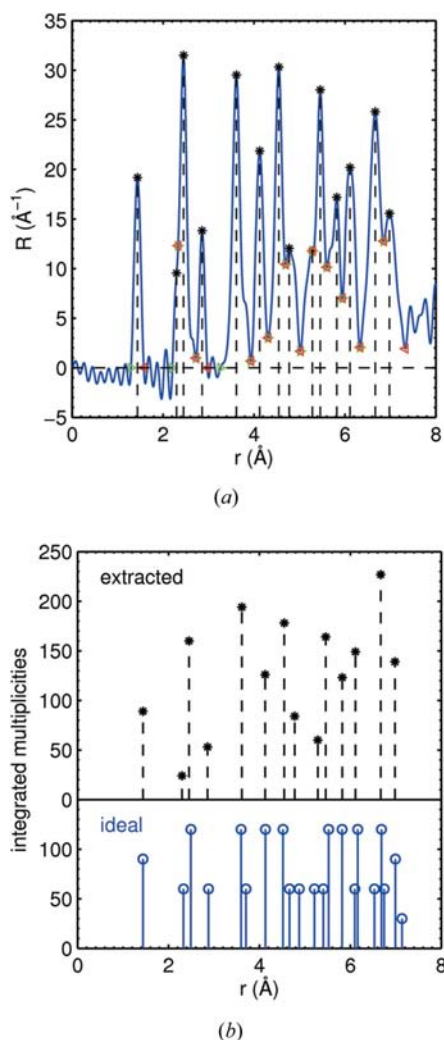 35
30
25
20
15
10
5
0
−5
R (Å⁻¹)
0 2 4 6 8
r (Å)
(a)
250
200
150
100
50
0
extracted
integrated multiplicities
ideal
100
50
0
0 2 4 6 8
r (Å)
(b)